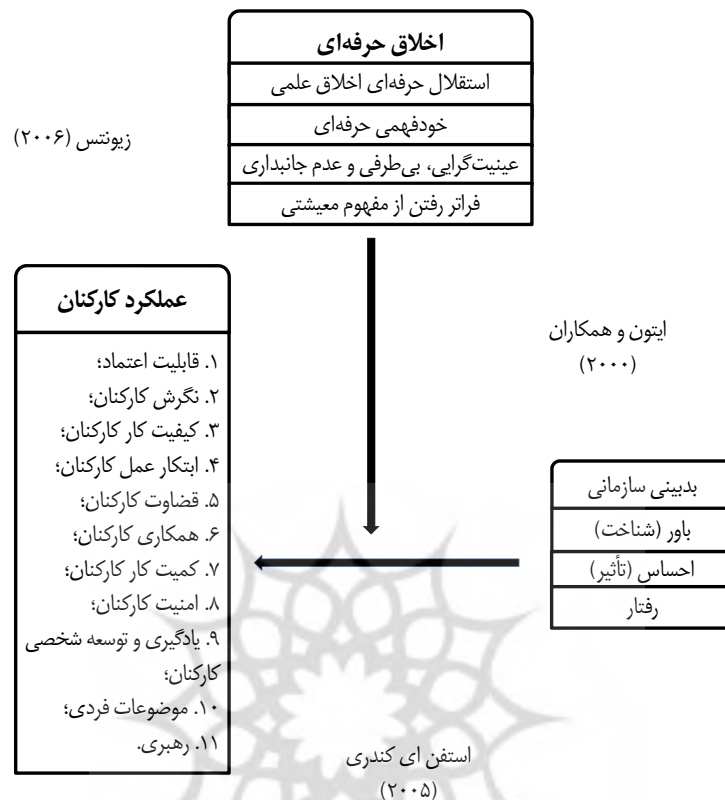 اخلاق حرفه‌ای
استقلال حرفه‌ای اخلاق علمی
خودفهمی حرفه‌ای
عینیت‌گرایی، بی‌طرفی و عدم جانبداری
فراتر رفتن از مفهوم معیشتی
زیونتس (۲۰۰۶)
ایتون و همکاران
(۲۰۰۰)
بدبینی سازمانی
باور (شناخت)
احساس (تأثیر)
رفتار
عملکرد کارکنان
۱. قابلیت اعتماد؛
۲. نگرش کارکنان؛
۳. کیفیت کار کارکنان؛
۴. ابتکار عمل کارکنان؛
۵. قضاوت کارکنان؛
۶. همکاری کارکنان؛
۷. کمیت کار کارکنان؛
۸. امنیت کارکنان؛
۹. یادگیری و توسعه شخصی
کارکنان؛
۱۰. موضوعات فردی؛
۱۱. رهبری.
استفن ای کندری
(۲۰۰۵)